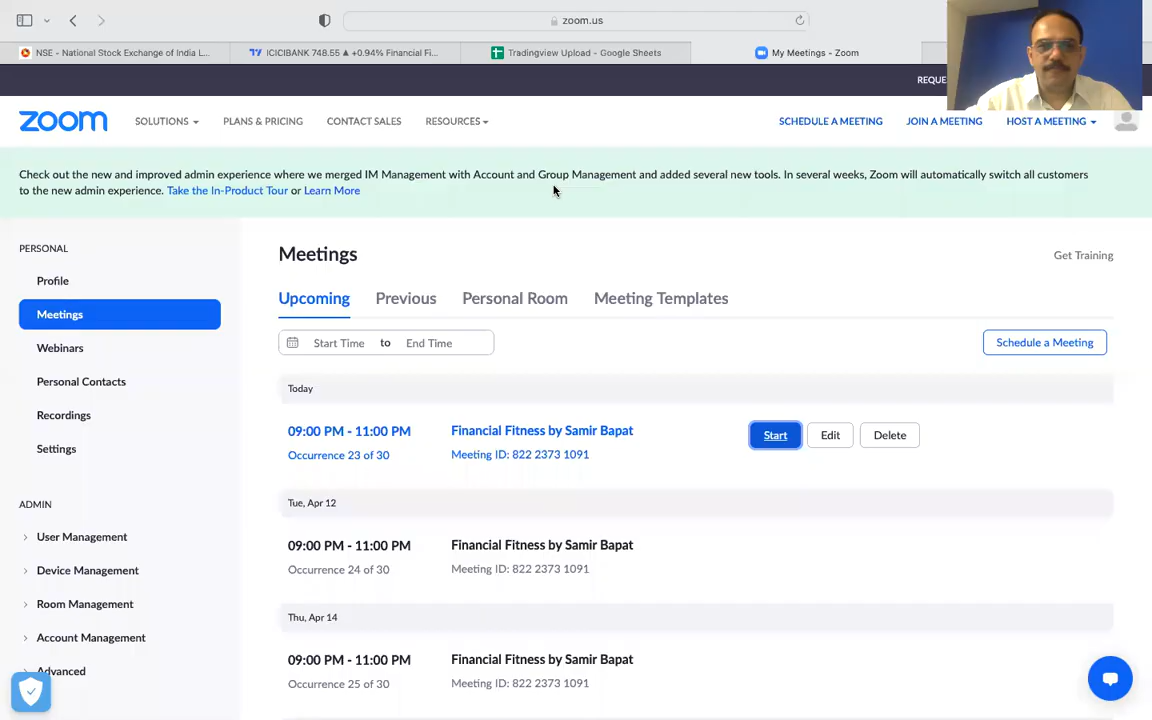 zoom.us
NSE - National Stock Exchange of India L...
ICICIBANK 748.55 ▲ +0.94% Financial Fi...
Tradingview Upload - Google Sheets
My Meetings - Zoom
REQUE
zoom
SOLUTIONS
PLANS & PRICING
CONTACT SALES
RESOURCES
SCHEDULE A MEETING
JOIN A MEETING
HOST A MEETING
Check out the new and improved admin experience where we merged IM Management with Account and Group Management and added several new tools. In several weeks, Zoom will automatically switch all customers
to the new admin experience. Take the In-Product Tour or Learn More
PERSONAL
Profile
Meetings
Webinars
Personal Contacts
Recordings
Settings
ADMIN
User Management
Device Management
Room Management
Account Management
Advanced
Meetings
Get Training
Upcoming
Previous
Personal Room
Meeting Templates
Start Time to End Time
Schedule a Meeting
Today
09:00 PM - 11:00 PM
Financial Fitness by Samir Bapat
Start
Edit
Delete
Occurrence 23 of 30
Meeting ID: 822 2373 1091
Tue, Apr 12
09:00 PM - 11:00 PM
Financial Fitness by Samir Bapat
Occurrence 24 of 30
Meeting ID: 822 2373 1091
Thu, Apr 14
09:00 PM - 11:00 PM
Financial Fitness by Samir Bapat
Occurrence 25 of 30
Meeting ID: 822 2373 1091